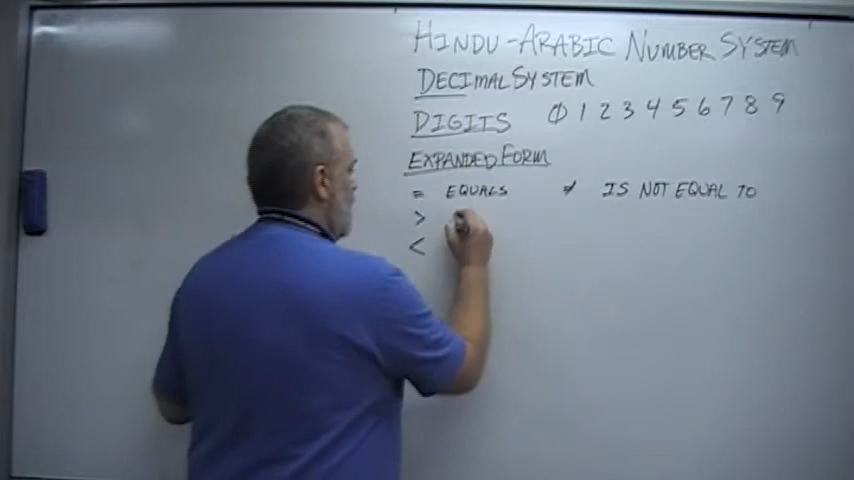 HINDU-ARABIC NUMBER SYSTEM
DECIMAL SYSTEM
DIGITS 0 1 2 3 4 5 6 7 8 9
EXPANDED FORM
= EQUALS ≠ IS NOT EQUAL TO
>
<